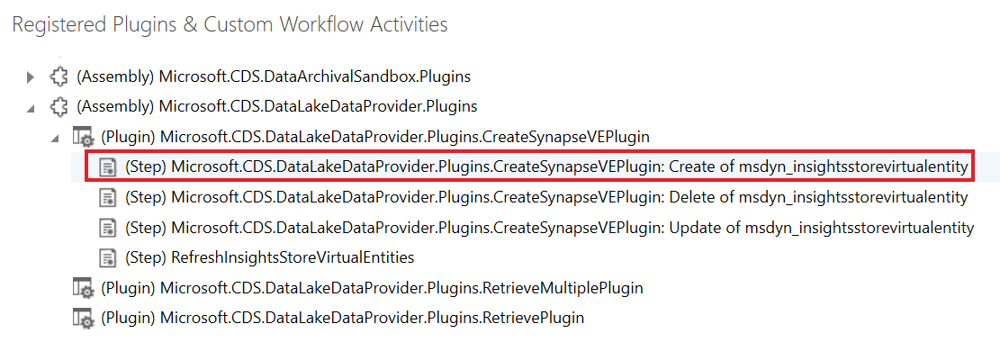 Registered Plugins & Custom Workflow Activities
(Assembly) Microsoft.CDS.DataArchivalSandbox.Plugins
(Assembly) Microsoft.CDS.DataLakeDataProvider.Plugins
(Plugin) Microsoft.CDS.DataLakeDataProvider.Plugins.CreateSynapseVEPlugin
(Step) Microsoft.CDS.DataLakeDataProvider.Plugins.CreateSynapseVEPlugin: Create of msdyn_insightsstorevirtualentity
(Step) Microsoft.CDS.DataLakeDataProvider.Plugins.CreateSynapseVEPlugin: Delete of msdyn_insightsstorevirtualentity
(Step) Microsoft.CDS.DataLakeDataProvider.Plugins.CreateSynapseVEPlugin: Update of msdyn_insightsstorevirtualentity
(Step) RefreshInsightsStoreVirtualEntities
(Plugin) Microsoft.CDS.DataLakeDataProvider.Plugins.RetrieveMultiplePlugin
(Plugin) Microsoft.CDS.DataLakeDataProvider.Plugins.RetrievePlugin